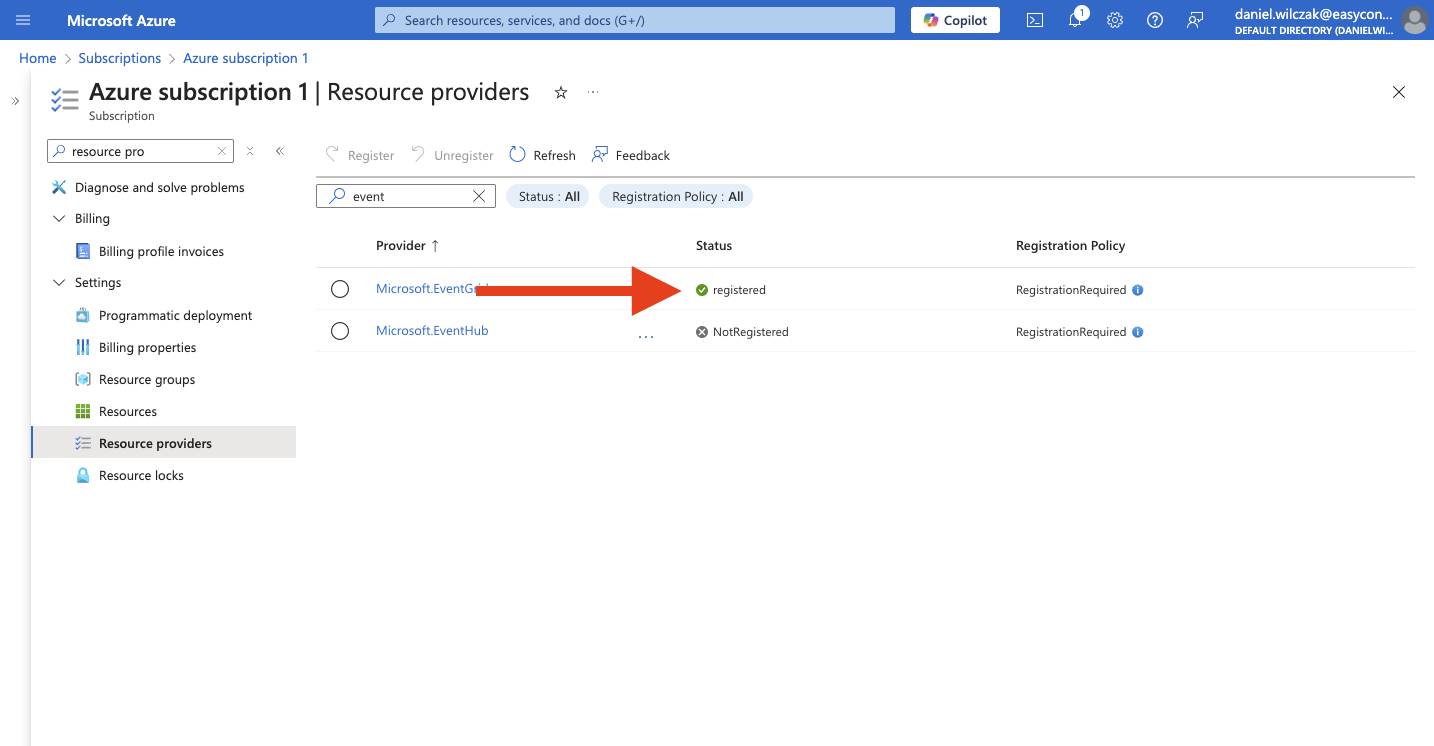 Microsoft Azure
Search resources, services, and docs (G+/)
Copilot
1
daniel.wilczak@easycon...
DEFAULT DIRECTORY (DANIELWI...
Home > Subscriptions > Azure subscription 1
Azure subscription 1 | Resource providers
Subscription
resource pro
Diagnose and solve problems
Billing
Billing profile invoices
Settings
Programmatic deployment
Billing properties
Resource groups
Resources
Resource providers
Resource locks
Register Unregister Refresh Feedback
event Status : All Registration Policy : All
Provider ↑ Status Registration Policy
registered RegistrationRequired
Microsoft.EventHub ... NotRegistered RegistrationRequired